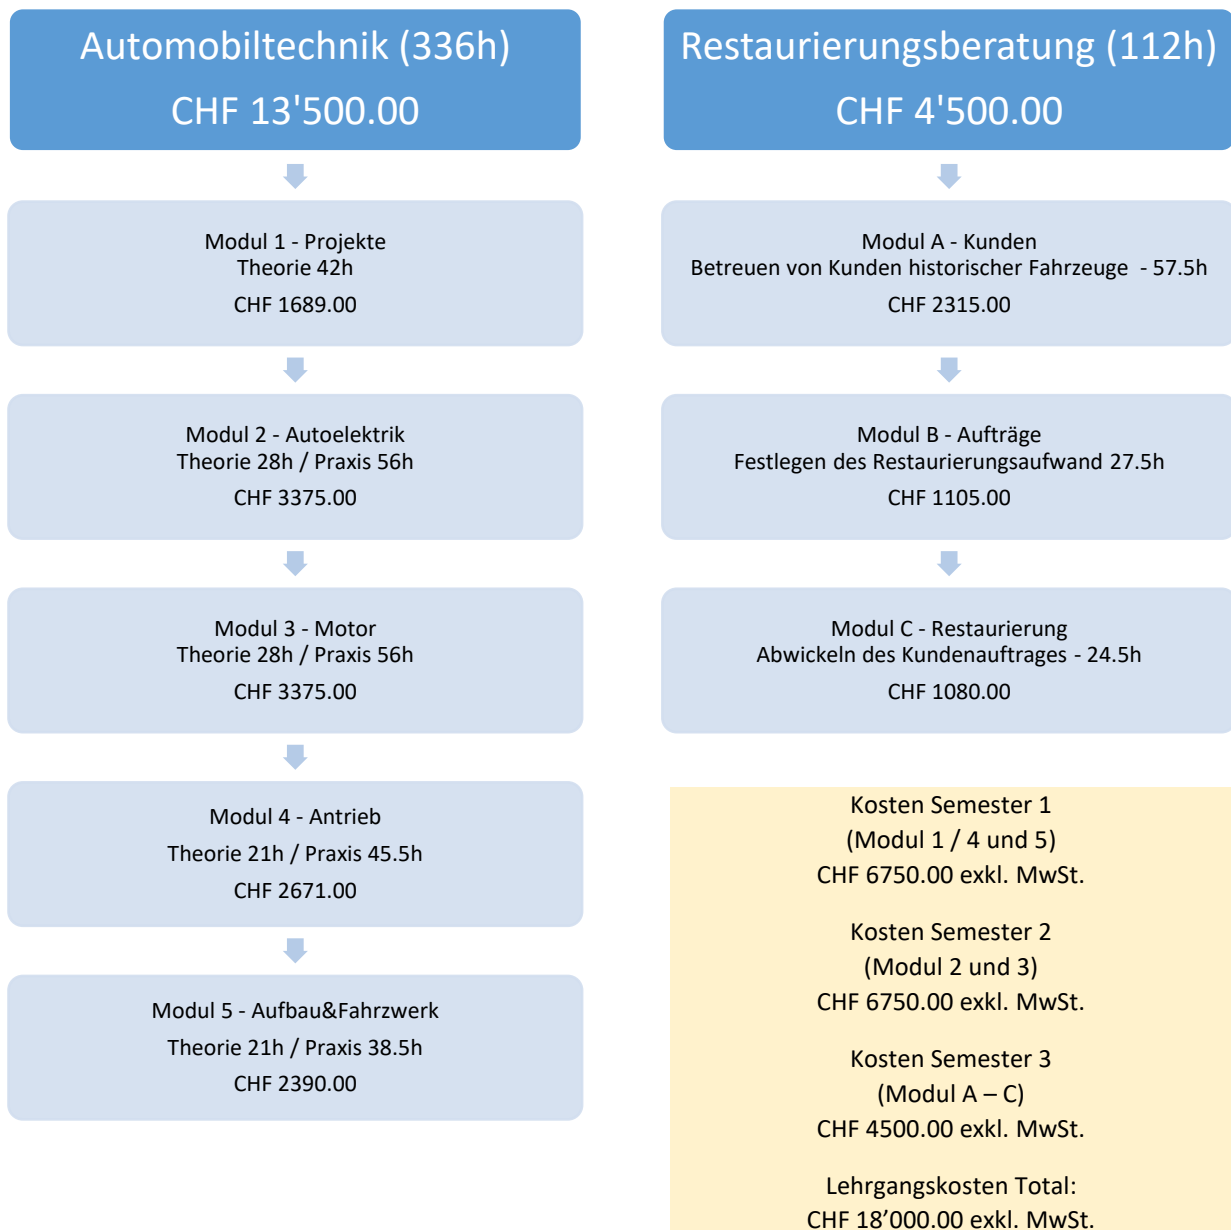 Automobiltechnik (336h)
CHF 13'500.00
Modul 1 - Projekte
Theorie 42h
CHF 1689.00
Modul 2 - Autoelektrik
Theorie 28h / Praxis 56h
CHF 3375.00
Modul 3 - Motor
Theorie 28h / Praxis 56h
CHF 3375.00
Modul 4 - Antrieb
Theorie 21h / Praxis 45.5h
CHF 2671.00
Modul 5 - Aufbau&Fahrzwerk
Theorie 21h / Praxis 38.5h
CHF 2390.00
Restaurierungsberatung (112h)
CHF 4'500.00
Modul A - Kunden
Betreuen von Kunden historischer Fahrzeuge  - 57.5h
CHF 2315.00
Modul B - Aufträge
Festlegen des Restaurierungsaufwand 27.5h
CHF 1105.00
Modul C - Restaurierung
Abwickeln des Kundenauftrages - 24.5h
CHF 1080.00
Kosten Semester 1
(Modul 1 / 4 und 5)
CHF 6750.00 exkl. MwSt.
Kosten Semester 2
(Modul 2 und 3)
CHF 6750.00 exkl. MwSt.
Kosten Semester 3
(Modul A – C)
CHF 4500.00 exkl. MwSt.
Lehrgangskosten Total:
CHF 18’000.00 exkl. MwSt.